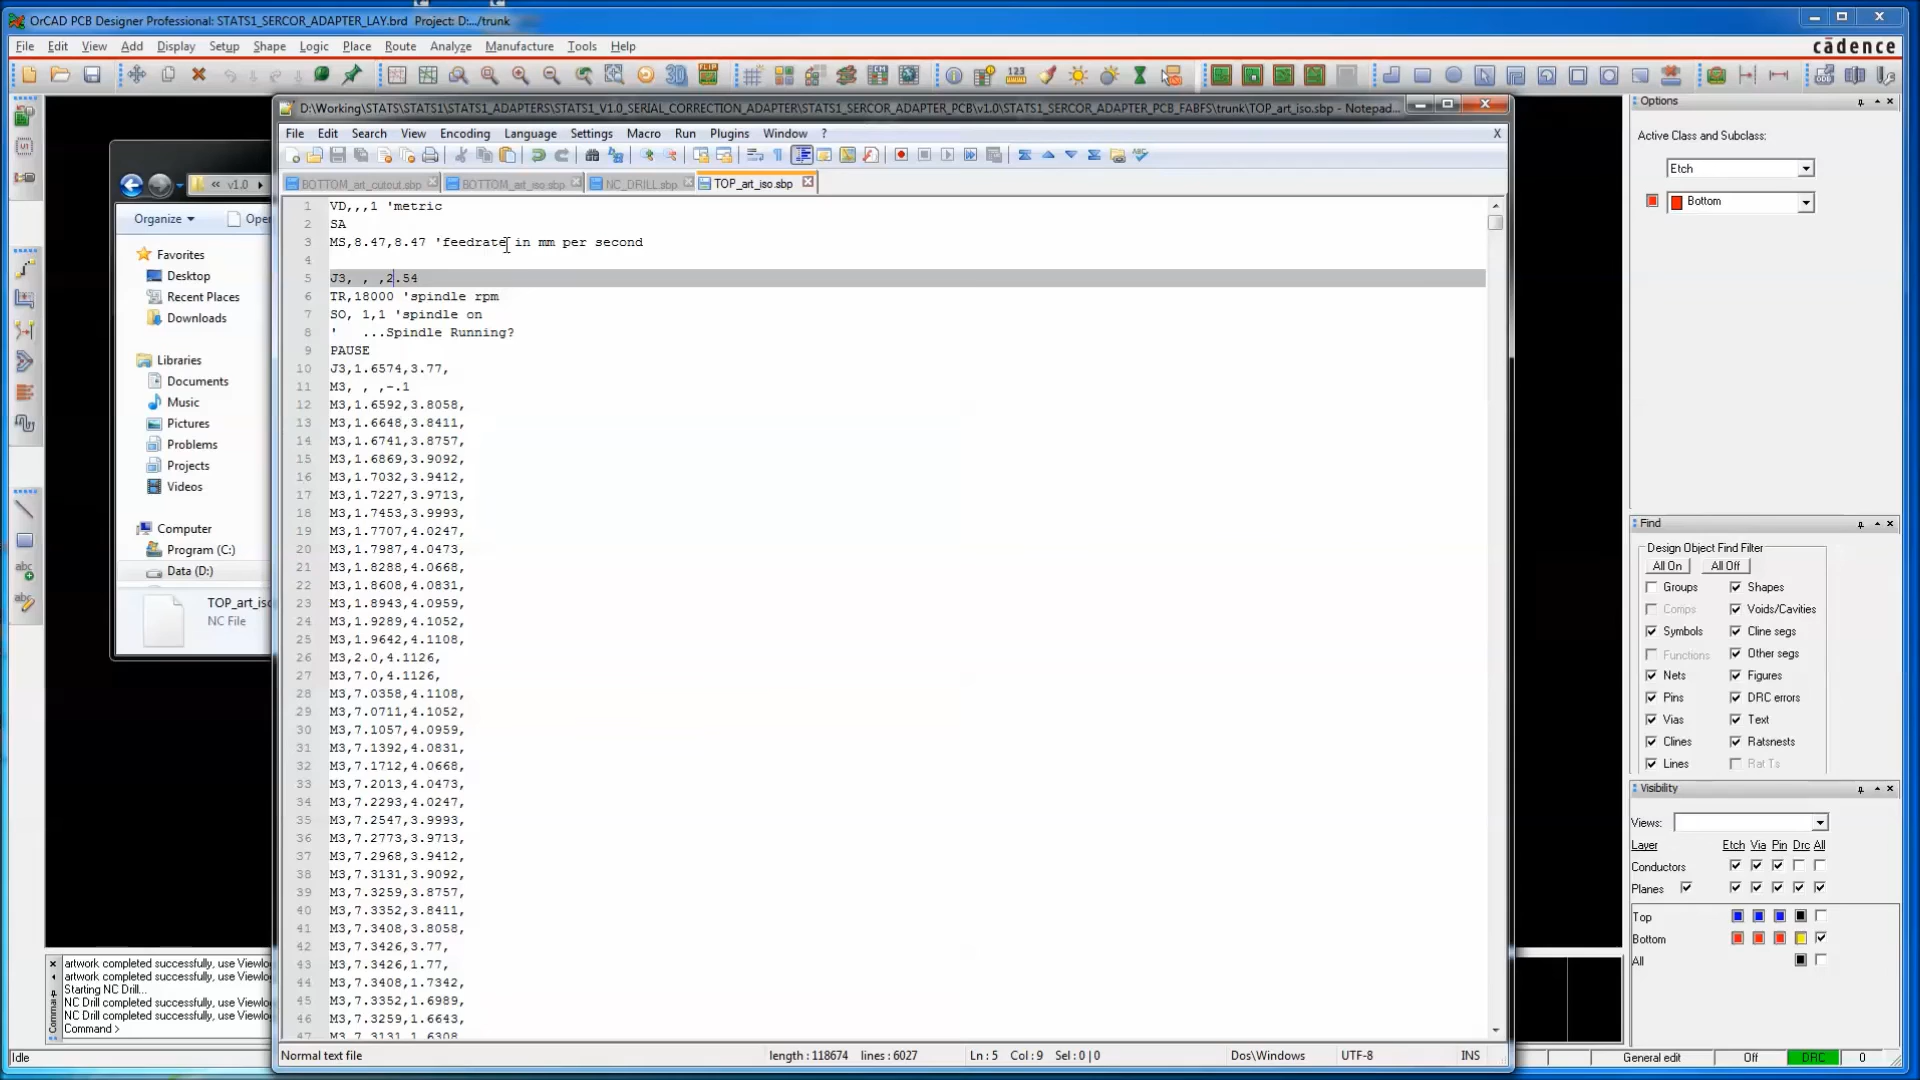 OrCAD PCB Designer Professional: STATS1_SERCOR_ADAPTER_LAY.brd Project: D:.../trunk
File Edit View Add Display Setup Shape Logic Place Route Analyze Manufacture Tools Help
cādence
D:\Working\STATS\STATS1\STATS1_ADAPTERS\STATS1_V1.0_SERIAL_CORRECTION_ADAPTER\STATS1_SERCOR_ADAPTER_PCB\v1.0\STATS1_SERCOR_ADAPTER_PCB_FABFS\trunk\TOP_art_iso.sbp - Notepad...
File Edit Search View Encoding Language Settings Macro Run Plugins Window ? X
BOTTOM_art_cutout.sbp BOTTOM_art_iso.sbp NC_DRILL.sbp TOP_art_iso.sbp
1 VD,,,1 'metric
2 SA
3 MS,8.47,8.47 'feedrate in mm per second
4
5 J3, , ,2.54
6 TR,18000 'spindle rpm
7 SO, 1,1 'spindle on
8 ' ...Spindle Running?
9 PAUSE
10 J3,1.6574,3.77,
11 M3, , ,-.1
12 M3,1.6592,3.8058,
13 M3,1.6648,3.8411,
14 M3,1.6741,3.8757,
15 M3,1.6869,3.9092,
16 M3,1.7032,3.9412,
17 M3,1.7227,3.9713,
18 M3,1.7453,3.9993,
19 M3,1.7707,4.0247,
20 M3,1.7987,4.0473,
21 M3,1.8288,4.0668,
22 M3,1.8608,4.0831,
23 M3,1.8943,4.0959,
24 M3,1.9289,4.1052,
25 M3,1.9642,4.1108,
26 M3,2.0,4.1126,
27 M3,7.0,4.1126,
28 M3,7.0358,4.1108,
29 M3,7.0711,4.1052,
30 M3,7.1057,4.0959,
31 M3,7.1392,4.0831,
32 M3,7.1712,4.0668,
33 M3,7.2013,4.0473,
34 M3,7.2293,4.0247,
35 M3,7.2547,3.9993,
36 M3,7.2773,3.9713,
37 M3,7.2968,3.9412,
38 M3,7.3131,3.9092,
39 M3,7.3259,3.8757,
40 M3,7.3352,3.8411,
41 M3,7.3408,3.8058,
42 M3,7.3426,3.77,
43 M3,7.3426,1.77,
44 M3,7.3408,1.7342,
45 M3,7.3352,1.6989,
46 M3,7.3259,1.6643,
47 M3,7.3131,1.6308
Normal text file length : 118674 lines : 6027 Ln : 5 Col : 9 Sel : 0 | 0 Dos\Windows UTF-8 INS
« v1.0
Organize Oper
Favorites
Desktop
Recent Places
Downloads
Libraries
Documents
Music
Pictures
Problems
Projects
Videos
Computer
Program (C:)
Data (D:)
TOP_art_iso
NC File
artwork completed successfully, use Viewlog
artwork completed successfully, use Viewlog
Starting NC Drill...
NC Drill completed successfully, use Viewlog
NC Drill completed successfully, use Viewlog
Command >
Comma
Idle
Options
Active Class and Subclass:
Etch
Bottom
Find
Design Object Find Filter
All On All Off
Groups Shapes
Comps Voids/Cavities
Symbols Cline segs
Functions Other segs
Nets Figures
Pins DRC errors
Vias Text
Clines Ratsnests
Lines Rat Ts
Visibility
Views:
Layer Etch Via Pin Drc All
Conductors
Planes
Top
Bottom
All
General edit Off DRC 0